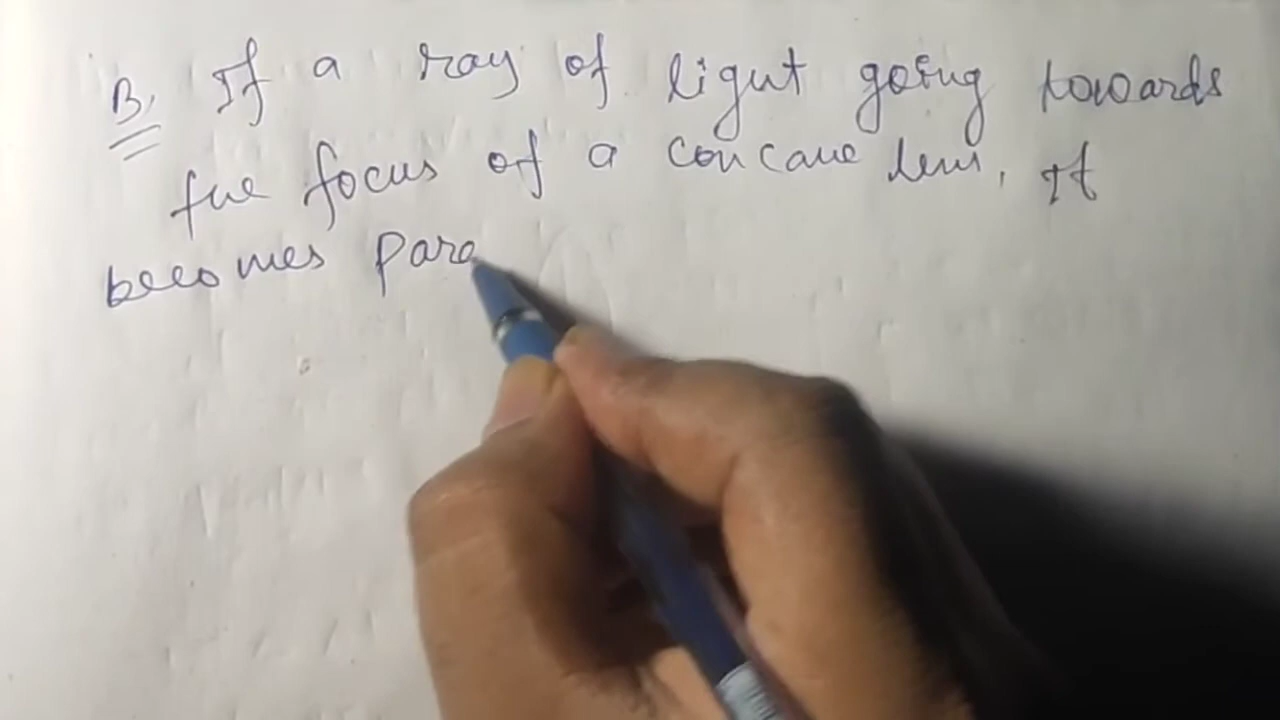 B, If a ray of light going towards
the focus of a concave lens, It
becomes Para